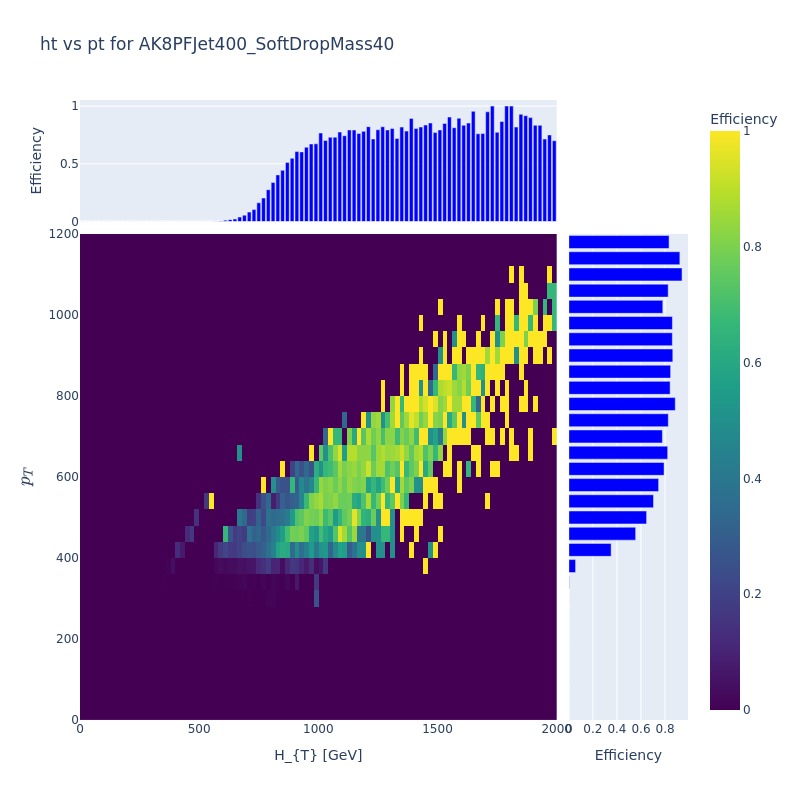 ht vs pt for AK8PFJet400_SoftDropMass40
Efficiency
1
0.5
0
Efficiency
1
0.8
0.6
0.4
0.2
0
1200
1000
800
600
400
200
0
p_T
0 500 1000 1500 2000
H_{T} [GeV]
0 0.2 0.4 0.6 0.8
Efficiency